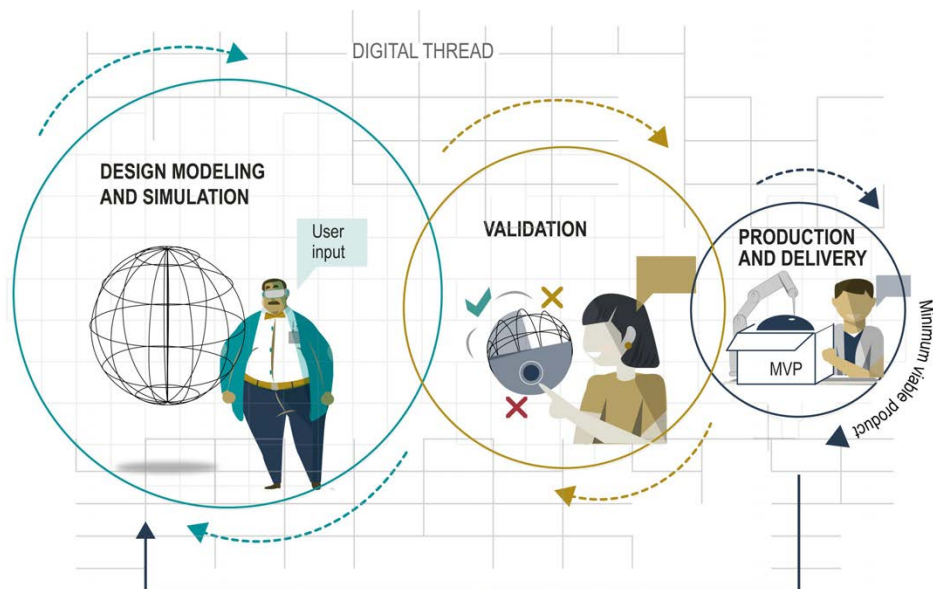 DIGITAL THREAD
DESIGN MODELING
AND SIMULATION
User
input
VALIDATION
PRODUCTION
AND DELIVERY
MVP
Minimum viable product